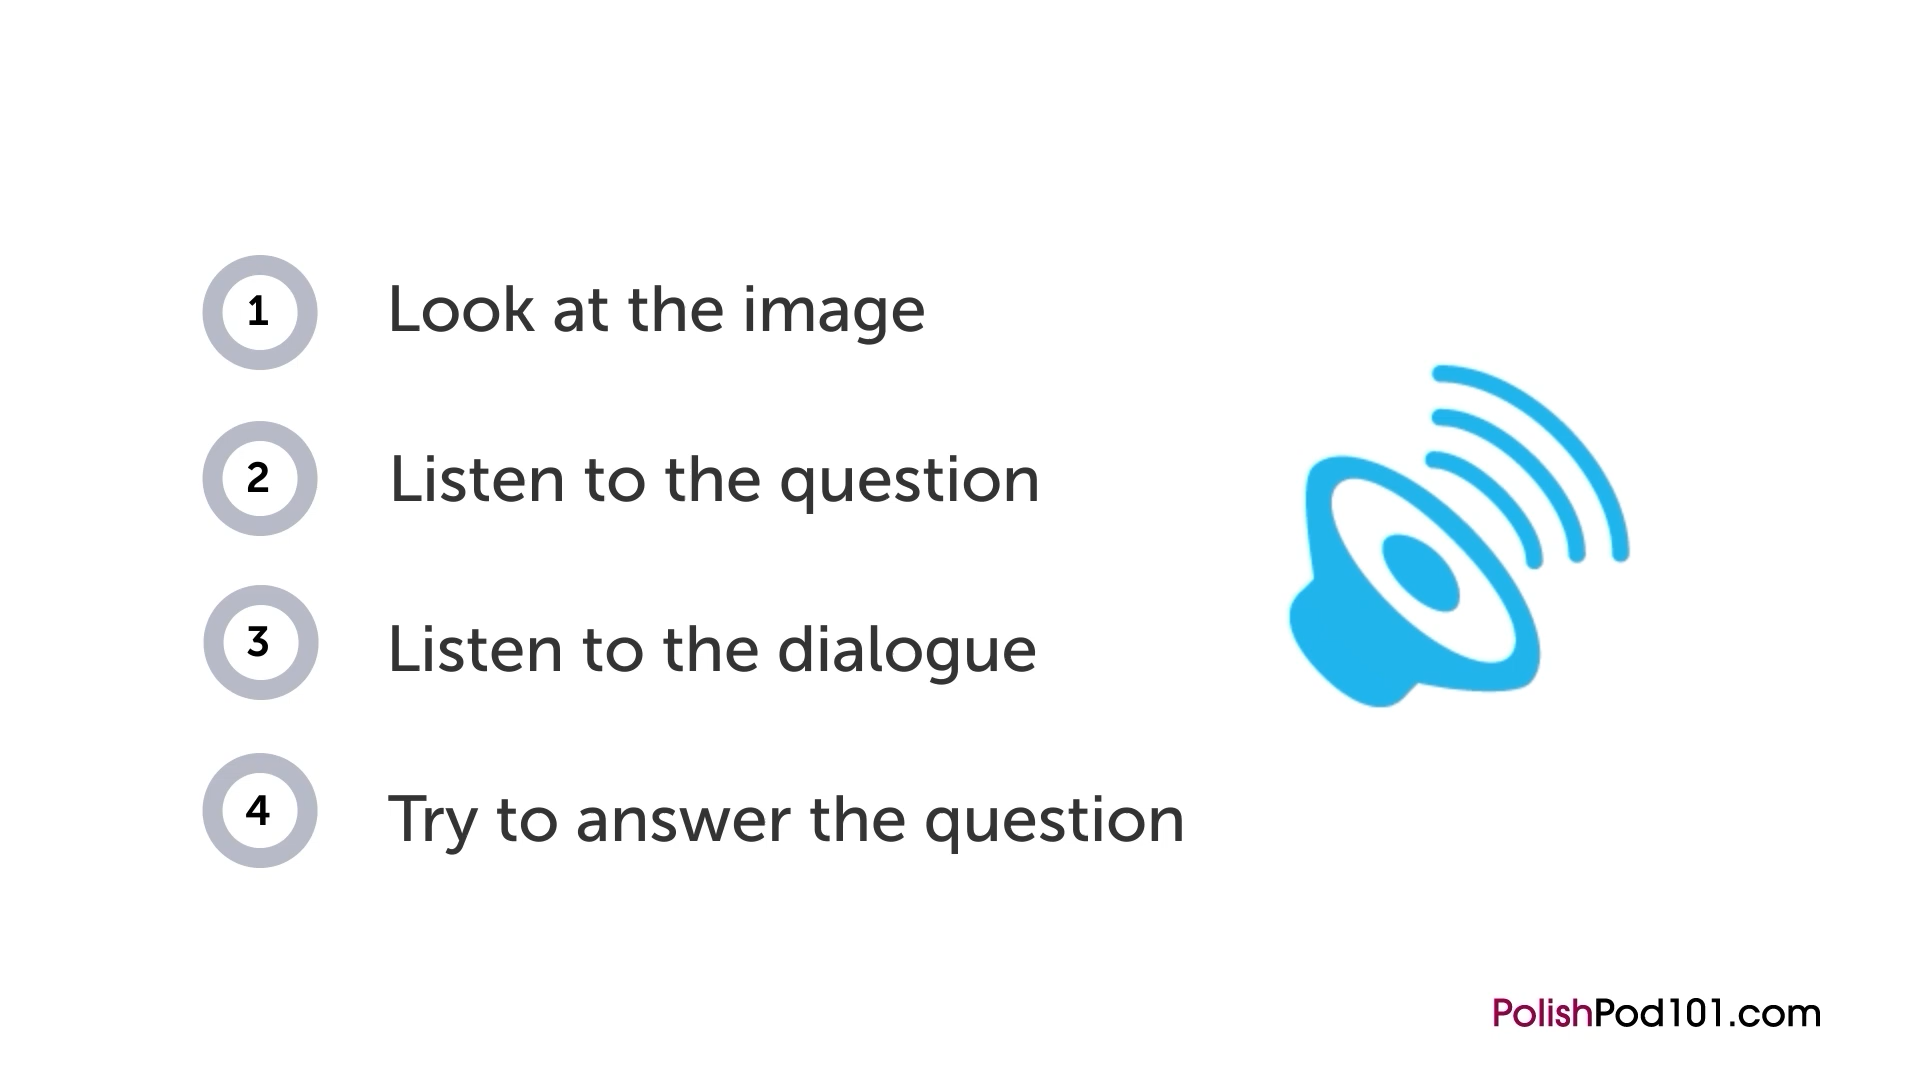 1 Look at the image
2 Listen to the question
3 Listen to the dialogue
4 Try to answer the question
PolishPod101.com